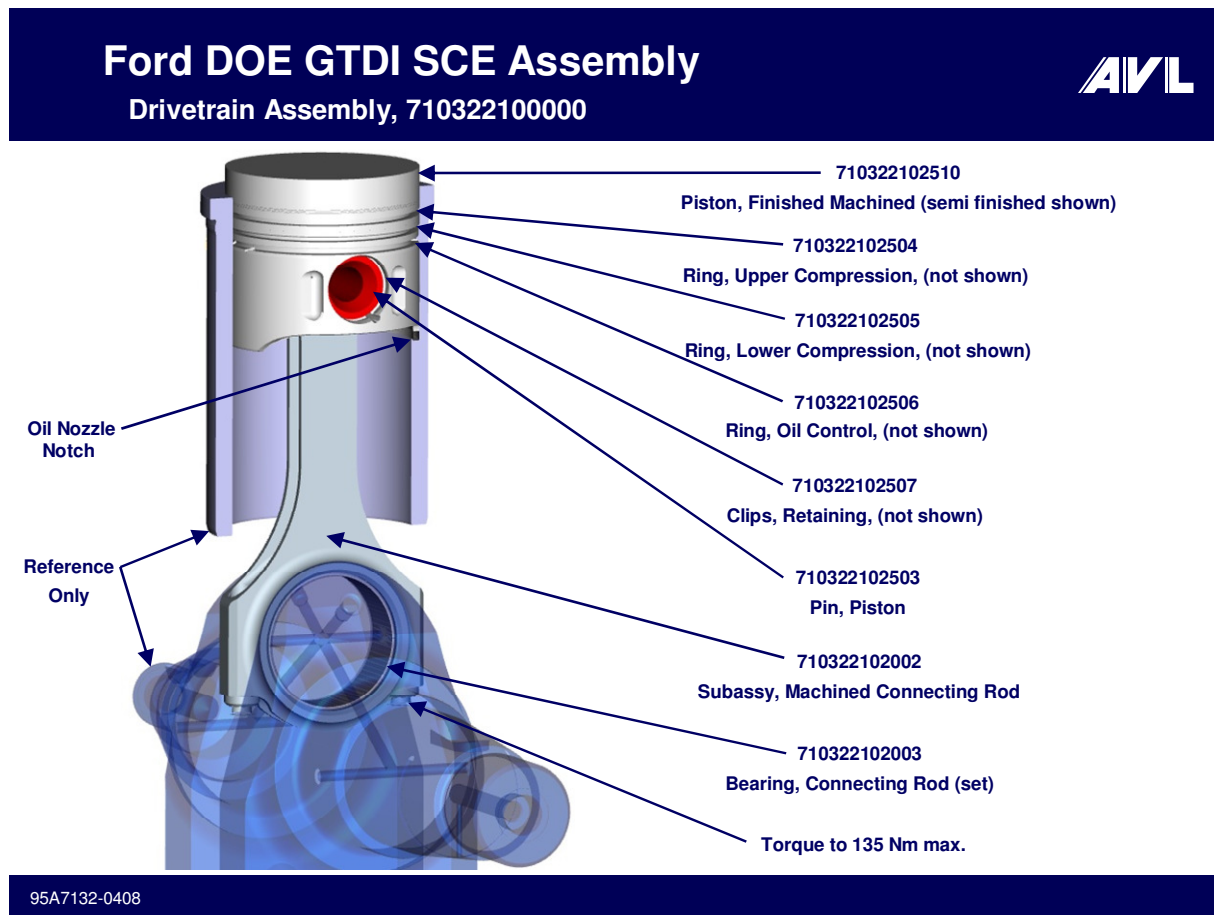 Ford DOE GTDI SCE Assembly
Drivetrain Assembly, 710322100000
AVL
710322102510
Piston, Finished Machined (semi finished shown)
710322102504
Ring, Upper Compression, (not shown)
710322102505
Ring, Lower Compression, (not shown)
710322102506
Ring, Oil Control, (not shown)
Oil Nozzle
Notch
710322102507
Clips, Retaining, (not shown)
Reference
Only
710322102503
Pin, Piston
710322102002
Subassy, Machined Connecting Rod
710322102003
Bearing, Connecting Rod (set)
Torque to 135 Nm max.
95A7132-0408